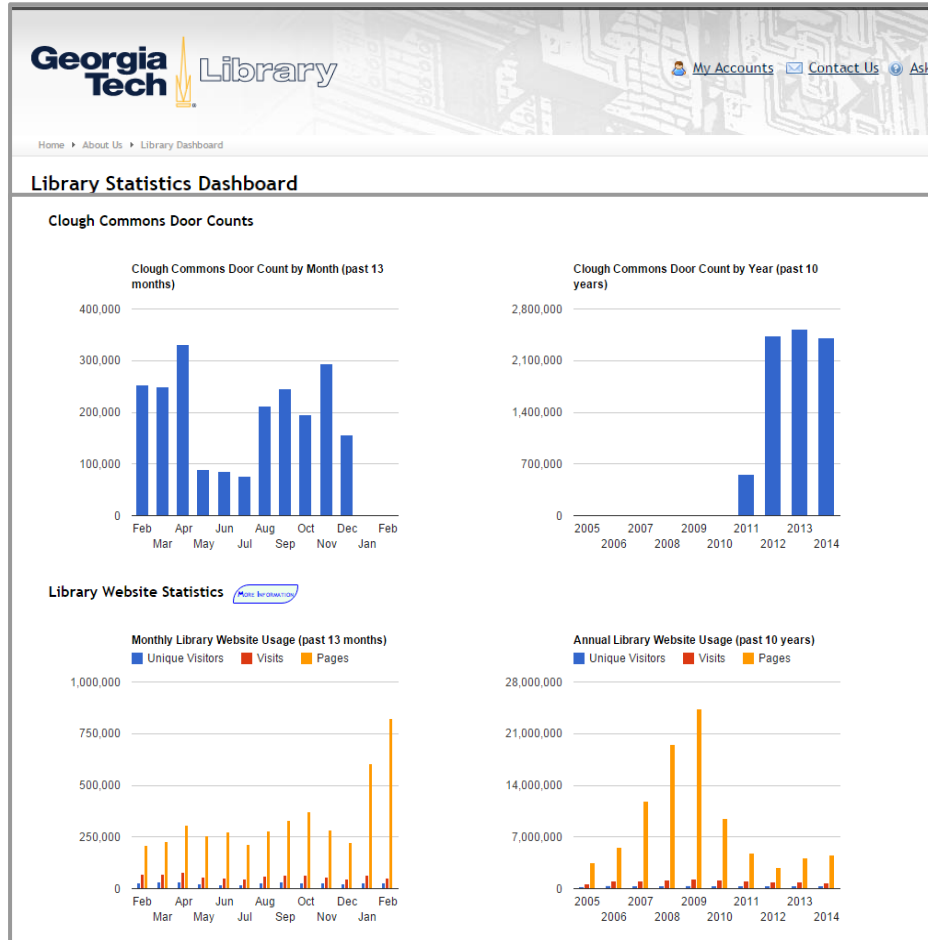 Georgia
Tech
Library
My Accounts Contact Us Ask
Home About Us Library Dashboard
Library Statistics Dashboard
Clough Commons Door Counts
Clough Commons Door Count by Month (past 13
months)
400,000
300,000
200,000
100,000
0
Feb Apr Jun Aug Oct Dec Feb
Mar May Jul Sep Nov Jan
Clough Commons Door Count by Year (past 10
years)
2,800,000
2,100,000
1,400,000
700,000
0
2005 2007 2009 2011 2013
2006 2008 2010 2012 2014
Library Website Statistics More Information
Monthly Library Website Usage (past 13 months)
Unique Visitors Visits Pages
1,000,000
750,000
500,000
250,000
0
Feb Apr Jun Aug Oct Dec Feb
Mar May Jul Sep Nov Jan
Annual Library Website Usage (past 10 years)
Unique Visitors Visits Pages
28,000,000
21,000,000
14,000,000
7,000,000
0
2005 2007 2009 2011 2013
2006 2008 2010 2012 2014